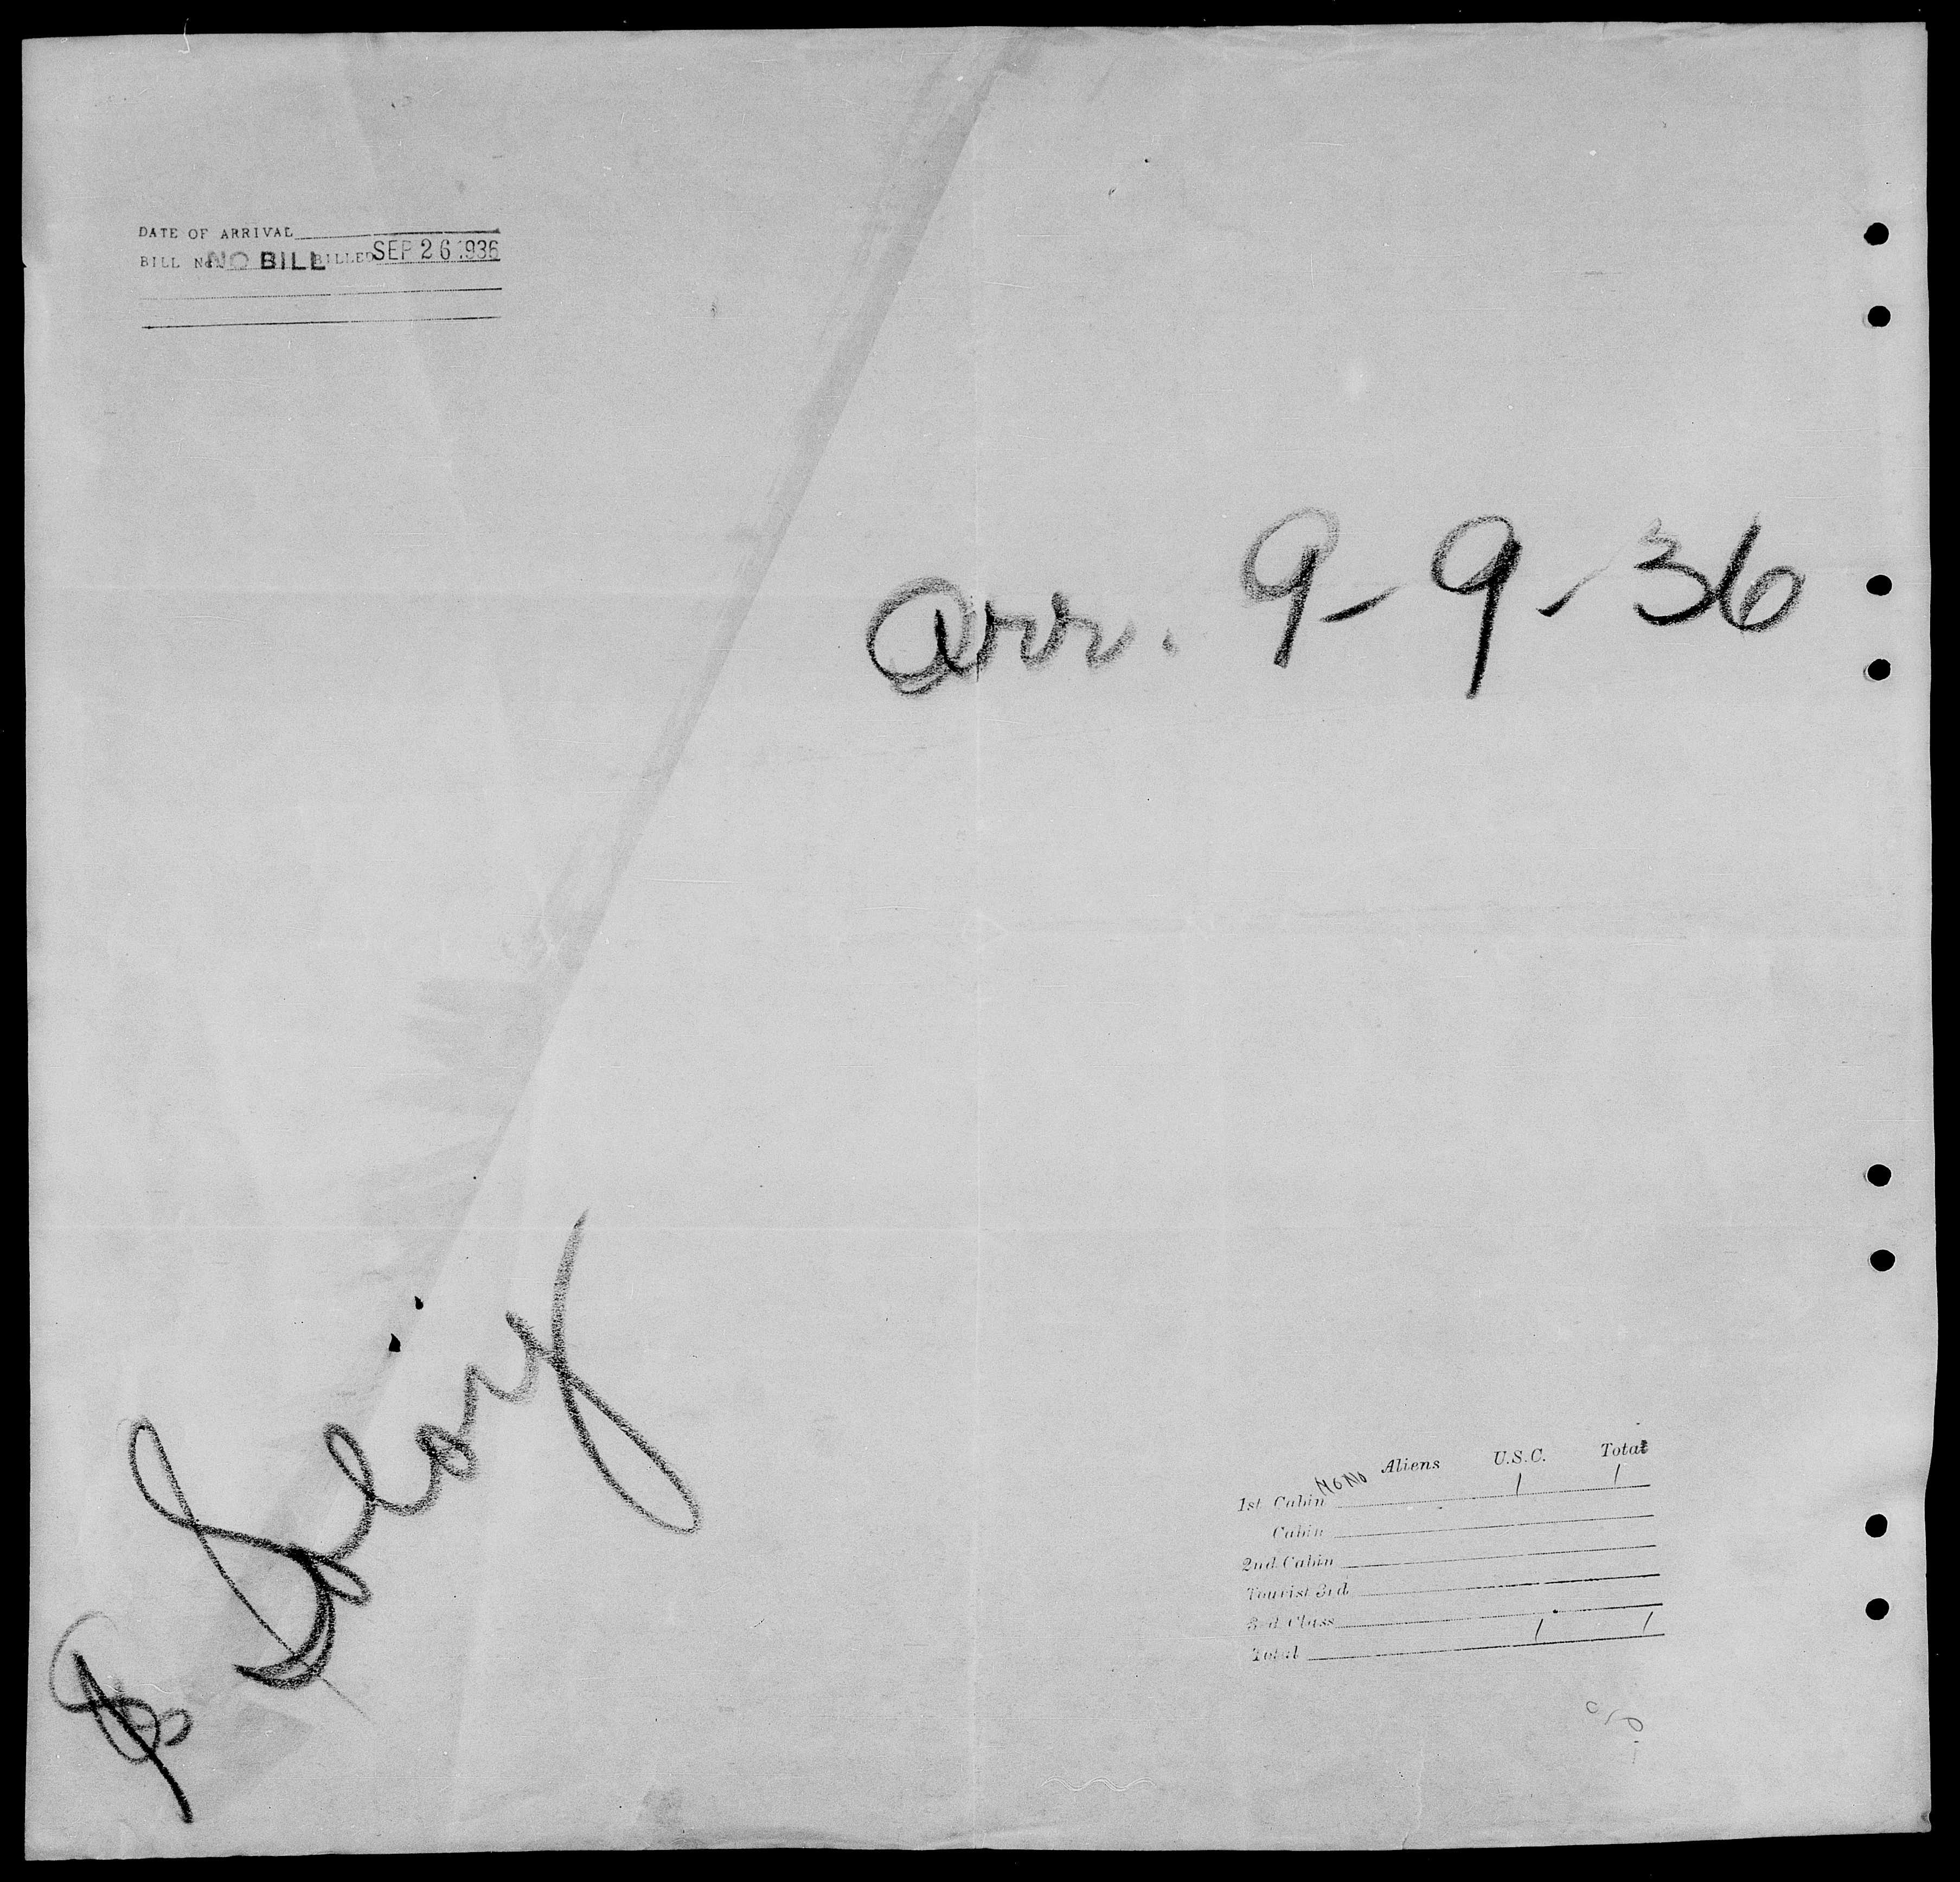 DATE OF ARRIVAL
BILL No. NO BILL BILLED SEP 26 1936
arr. 9-9-36
Aliens U.S.C. Total
1st Cabin 1 1
Cabin
2nd Cabin
Tourist 3rd
3rd Class
Total 1 1